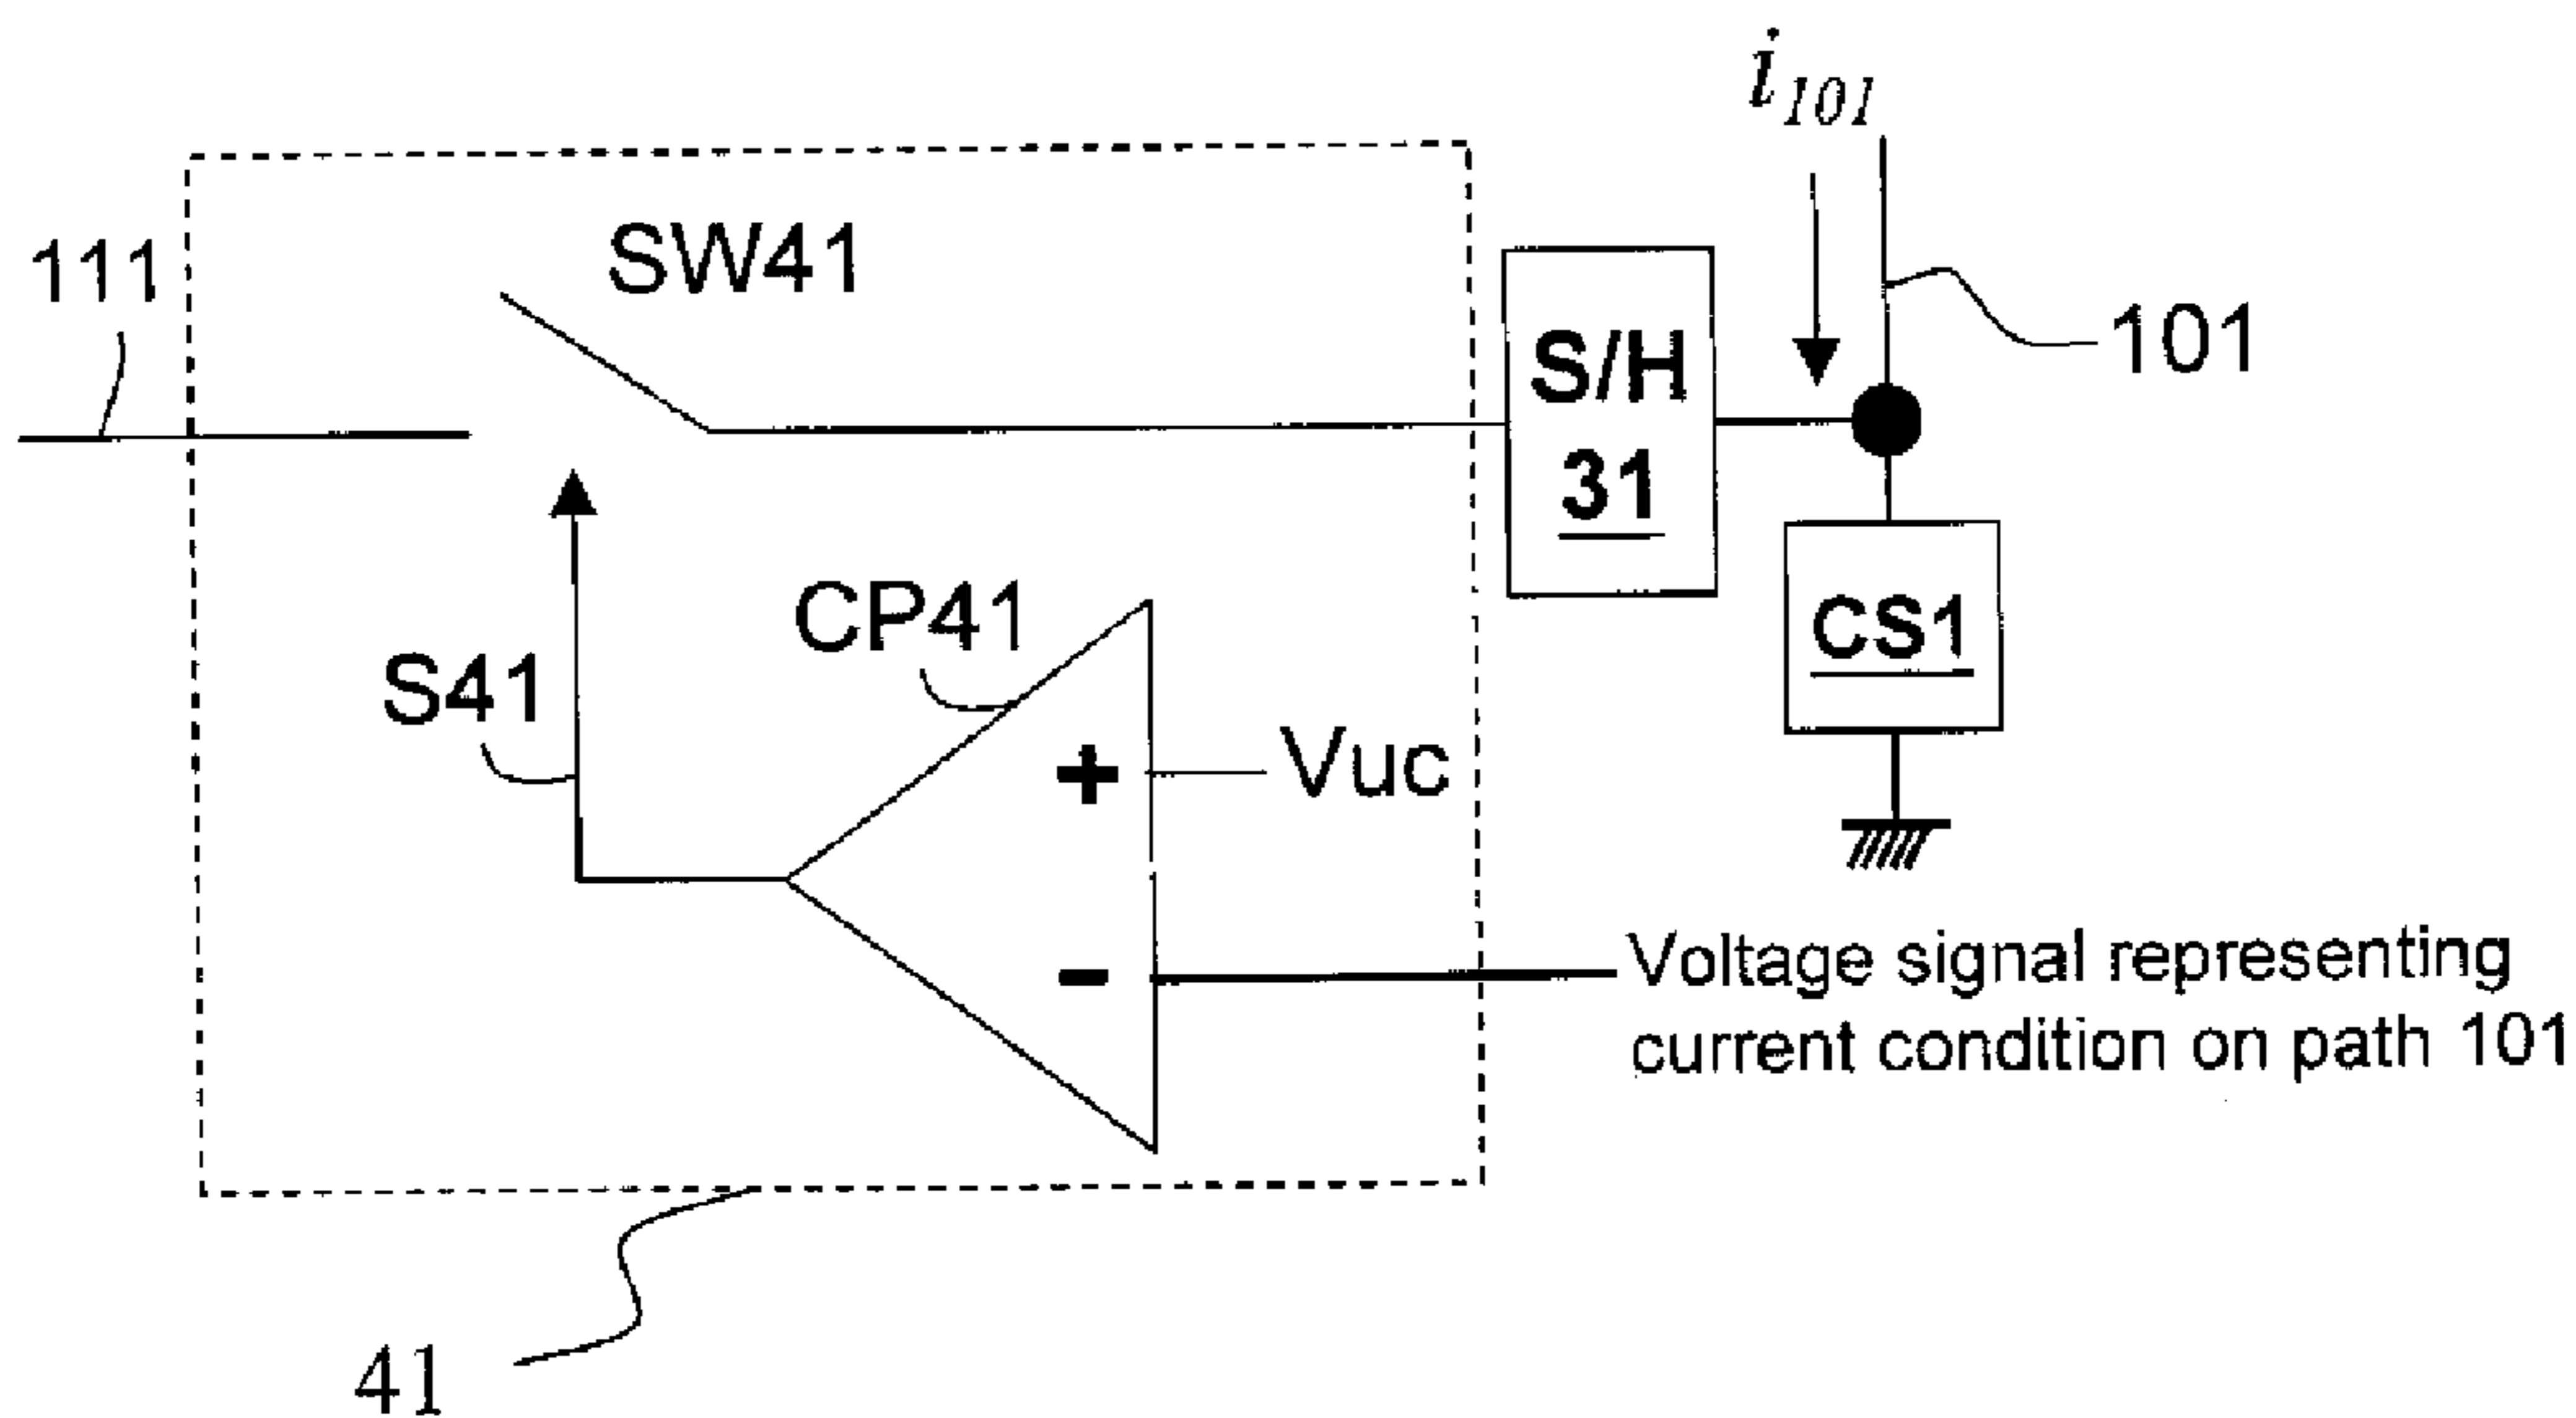 i101
SW41
111
S/H
31
101
CP41
CS1
S41
+
Vuc
-
Voltage signal representing
current condition on path 101
41